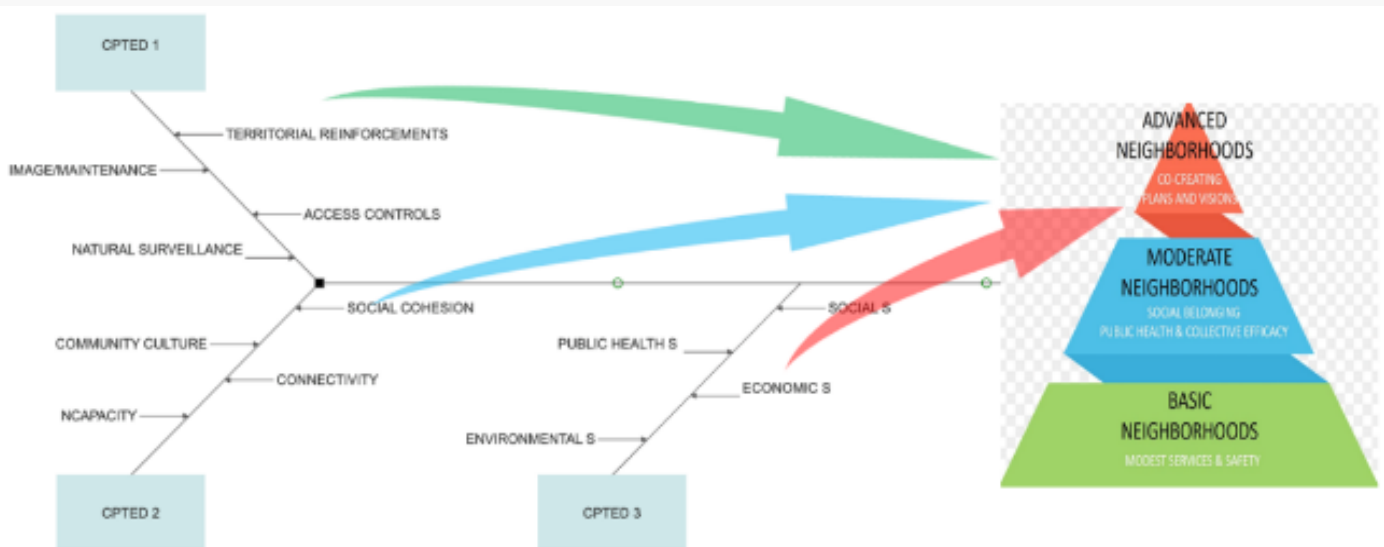 CPTED 1
TERRITORIAL REINFORCEMENTS
IMAGE/MAINTENANCE
ACCESS CONTROLS
NATURAL SURVEILLANCE
SOCIAL COHESION
COMMUNITY CULTURE
CONNECTIVITY
NCAPACITY
CPTED 2
SOCIAL S
PUBLIC HEALTH S
ECONOMIC S
ENVIRONMENTAL S
CPTED 3
ADVANCED
NEIGHBORHOODS
CO-CREATING
PLANS AND VISIONS
MODERATE
NEIGHBORHOODS
SOCIAL BELONGING
PUBLIC HEALTH & COLLECTIVE EFFICACY
BASIC
NEIGHBORHOODS
MODEST SERVICES & SAFETY